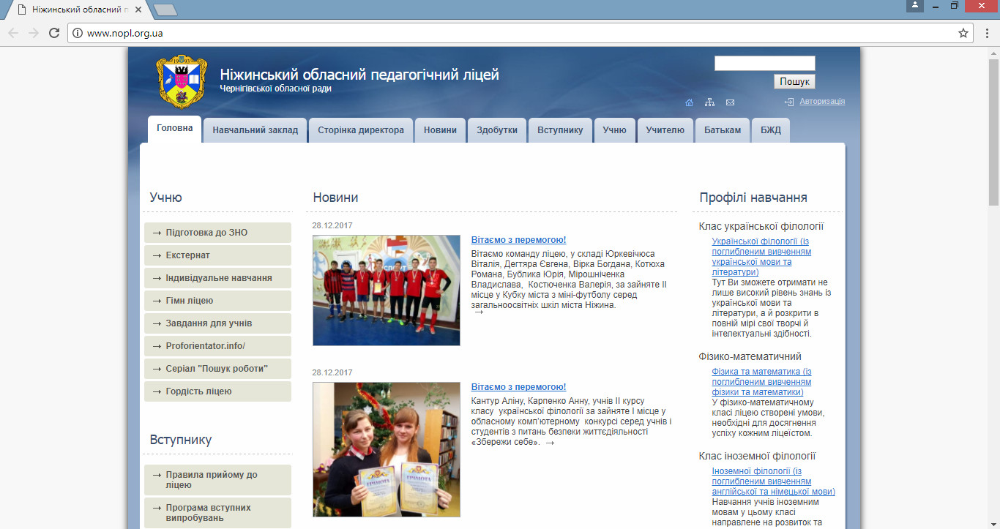 Ніжинський обласний п
www.nopl.org.ua
1993
Ніжинський обласний педагогічний ліцей
Чернігівської обласної ради
Пошук
Авторизація
Головна
Навчальний заклад
Сторінка директора
Новини
Здобутки
Вступнику
Учню
Учителю
Батькам
БЖД
Учню
→ Підготовка до ЗНО
→ Екстернат
→ Індивідуальне навчання
→ Гімн ліцею
→ Завдання для учнів
→ Proforientator.info/
→ Серіал "Пошук роботи"
→ Гордість ліцею
Вступнику
→ Правила прийому до
ліцею
→ Програма вступних
випробувань
Новини
28.12.2017
СПОРТ
Вітаємо з перемогою!
Вітаємо команду ліцею, у складі Юркевічюса
Віталія, Дегтяра Євгена, Вірка Богдана, Котюха
Романа, Бублика Юрія, Мірошніченка
Владислава, Костюченка Валерія, за зайняте ІІ
місце у Кубку міста з міні-футболу серед
загальноосвітніх шкіл міста Ніжина.
→
28.12.2017
ГРАМОТА
ГРАМОТА
Вітаємо з перемогою!
Кантур Аліну, Карпенко Анну, учнів ІІ курсу
класу української філології за зайняте І місце у
обласному комп'ютерному конкурсі серед учнів і
студентів з питань безпеки життєдіяльності
«Збережи себе». →
Профілі навчання
Клас української філології
Української філології (із
поглибленим вивченням
української мови та
літератури)
Тут Ви зможете отримати не
лише високий рівень знань із
української мови та
літератури, а й розкрити в
повній мірі свої творчі й
інтелектуальні здібності.
Фізико-математичний
Фізика та математика (із
поглибленим вивченням
фізики та математики)
У фізико-математичному
класі ліцею створені умови,
необхідні для досягнення
успіху кожним ліцеїстом.
Клас іноземної філології
Іноземної філології (із
поглибленим вивченням
англійської та німецької мови)
Навчання учнів іноземним
мовам у цьому класі
направлене на розвиток та